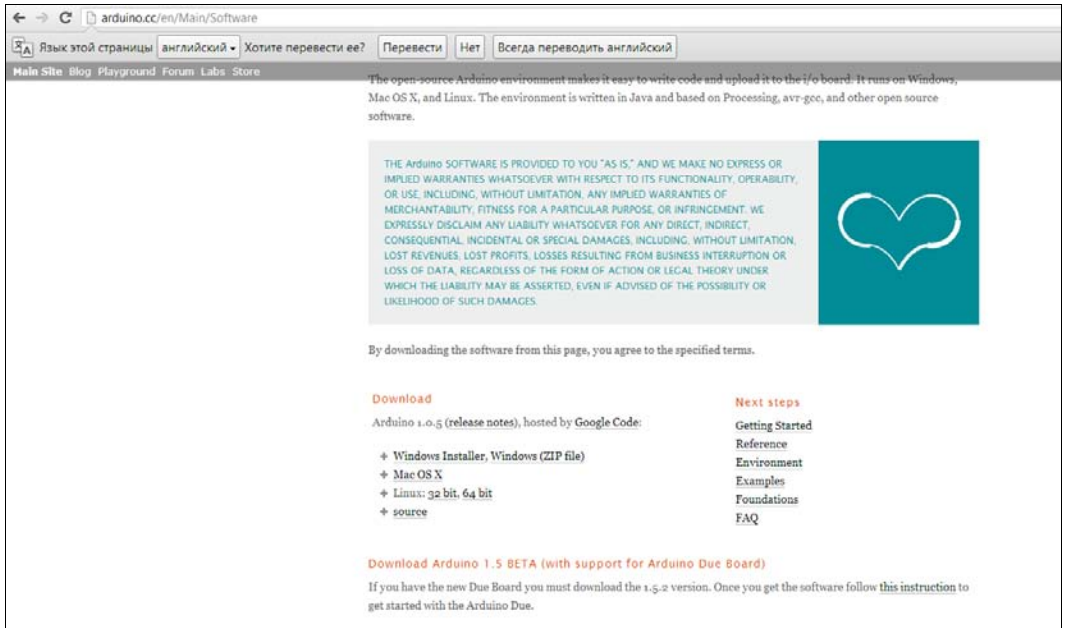 arduino.cc/en/Main/Software
Язык этой страницы английский Хотите перевести ее? Перевести Нет Всегда переводить английский
Main Site Blog Playground Forum Labs Store
The open-source Arduino environment makes it easy to write code and upload it to the i/o board. It runs on Windows,
Mac OS X, and Linux. The environment is written in Java and based on Processing, avr-gcc, and other open source
software.
THE Arduino SOFTWARE IS PROVIDED TO YOU "AS IS," AND WE MAKE NO EXPRESS OR
IMPLIED WARRANTIES WHATSOEVER WITH RESPECT TO ITS FUNCTIONALITY, OPERABILITY,
OR USE, INCLUDING, WITHOUT LIMITATION, ANY IMPLIED WARRANTIES OF
MERCHANTABILITY, FITNESS FOR A PARTICULAR PURPOSE, OR INFRINGEMENT. WE
EXPRESSLY DISCLAIM ANY LIABILITY WHATSOEVER FOR ANY DIRECT, INDIRECT,
CONSEQUENTIAL, INCIDENTAL OR SPECIAL DAMAGES, INCLUDING, WITHOUT LIMITATION,
LOST REVENUES, LOST PROFITS, LOSSES RESULTING FROM BUSINESS INTERRUPTION OR
LOSS OF DATA, REGARDLESS OF THE FORM OF ACTION OR LEGAL THEORY UNDER
WHICH THE LIABILITY MAY BE ASSERTED, EVEN IF ADVISED OF THE POSSIBILITY OR
LIKELIHOOD OF SUCH DAMAGES.
By downloading the software from this page, you agree to the specified terms.
Download
Arduino 1.0.5 (release notes), hosted by Google Code:
Windows Installer, Windows (ZIP file)
Mac OS X
Linux: 32 bit, 64 bit
source
Next steps
Getting Started
Reference
Environment
Examples
Foundations
FAQ
Download Arduino 1.5 BETA (with support for Arduino Due Board)
If you have the new Due Board you must download the 1.5.2 version. Once you get the software follow this instruction to
get started with the Arduino Due.